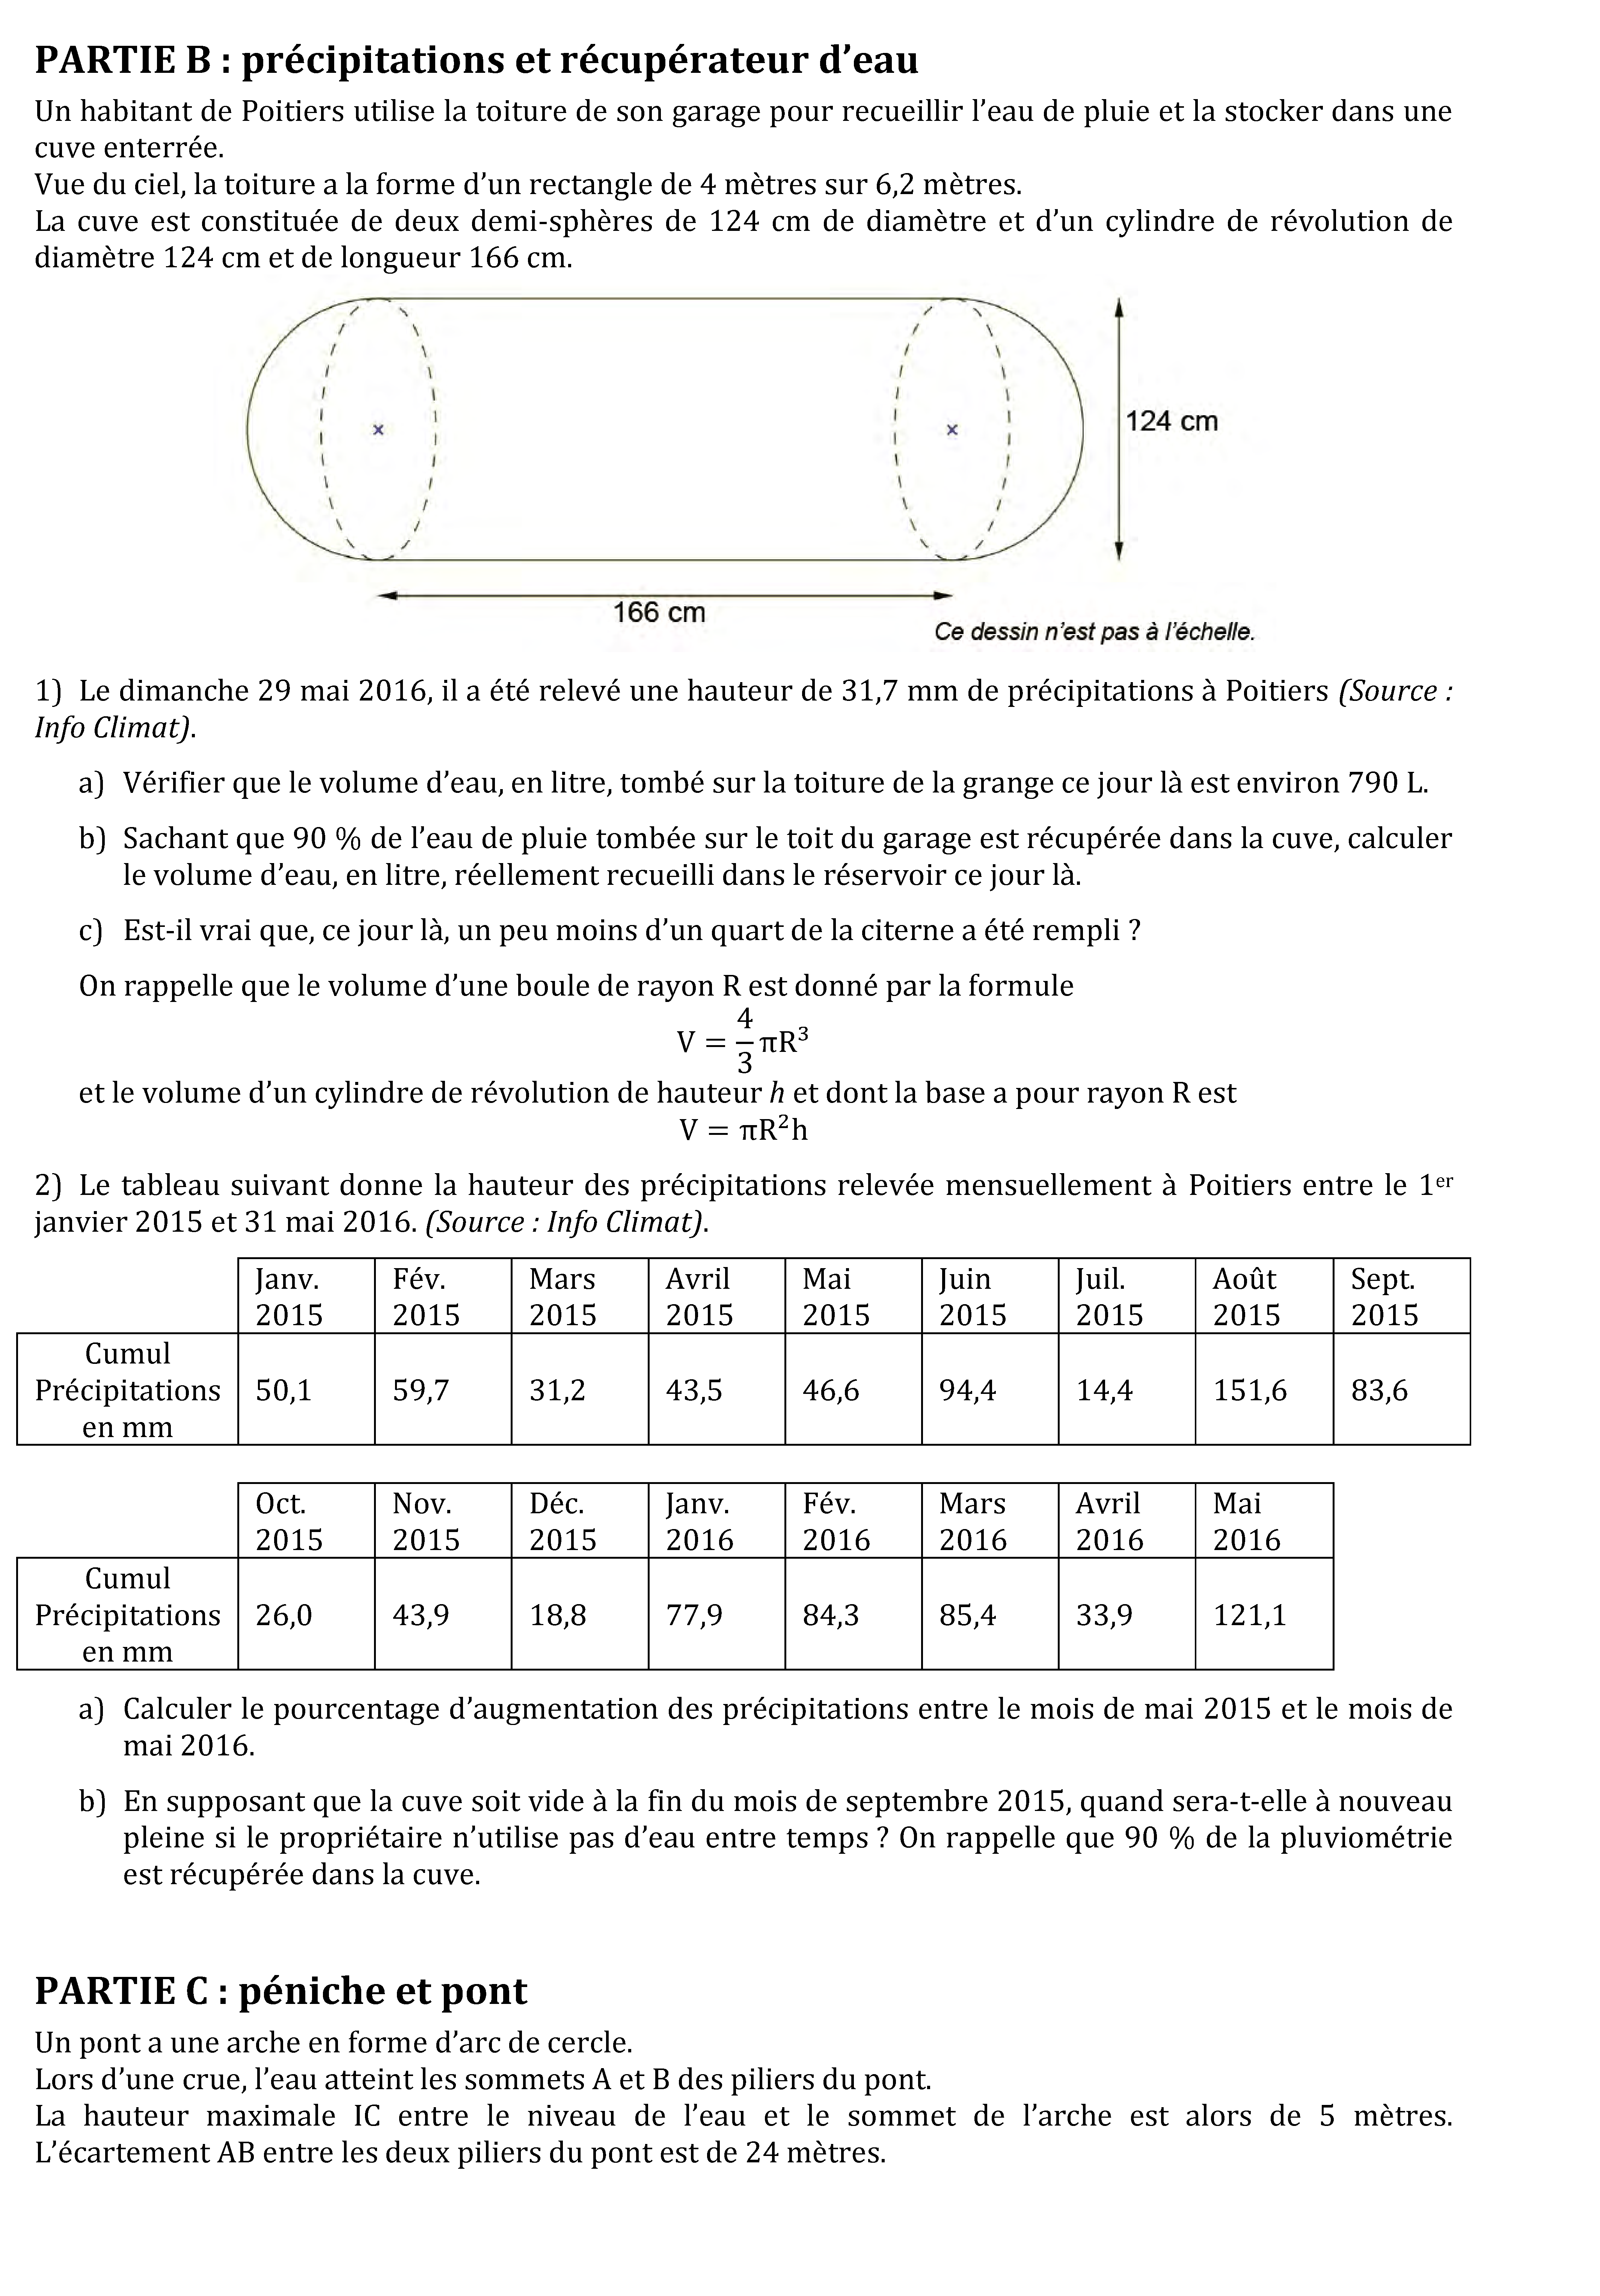 PARTIE B : précipitations et récupérateur d’eau
Un habitant de Poitiers utilise la toiture de son garage pour recueillir l’eau de pluie et la stocker dans une
cuve enterrée.
Vue du ciel, la toiture a la forme d’un rectangle de 4 mètres sur 6,2 mètres.
La cuve est constituée de deux demi-sphères de 124 cm de diamètre et d’un cylindre de révolution de
diamètre 124 cm et de longueur 166 cm.
124 cm
166 cm
Ce dessin n’est pas à l’échelle.
1) Le dimanche 29 mai 2016, il a été relevé une hauteur de 31,7 mm de précipitations à Poitiers (Source :
Info Climat).
a) Vérifier que le volume d’eau, en litre, tombé sur la toiture de la grange ce jour là est environ 790 L.
b) Sachant que 90 % de l’eau de pluie tombée sur le toit du garage est récupérée dans la cuve, calculer
le volume d’eau, en litre, réellement recueilli dans le réservoir ce jour là.
c) Est-il vrai que, ce jour là, un peu moins d’un quart de la citerne a été rempli ?
On rappelle que le volume d’une boule de rayon R est donné par la formule
V = 4/3 πR³
et le volume d’un cylindre de révolution de hauteur h et dont la base a pour rayon R est
V = πR²h
2) Le tableau suivant donne la hauteur des précipitations relevée mensuellement à Poitiers entre le 1er
janvier 2015 et 31 mai 2016. (Source : Info Climat).
Janv. Fév. Mars Avril Mai Juin Juil. Août Sept.
2015 2015 2015 2015 2015 2015 2015 2015 2015
Cumul
Précipitations 50,1 59,7 31,2 43,5 46,6 94,4 14,4 151,6 83,6
en mm
Oct. Nov. Déc. Janv. Fév. Mars Avril Mai
2015 2015 2015 2016 2016 2016 2016 2016
Cumul
Précipitations 26,0 43,9 18,8 77,9 84,3 85,4 33,9 121,1
en mm
a) Calculer le pourcentage d’augmentation des précipitations entre le mois de mai 2015 et le mois de
mai 2016.
b) En supposant que la cuve soit vide à la fin du mois de septembre 2015, quand sera-t-elle à nouveau
pleine si le propriétaire n’utilise pas d’eau entre temps ? On rappelle que 90 % de la pluviométrie
est récupérée dans la cuve.
PARTIE C : péniche et pont
Un pont a une arche en forme d’arc de cercle.
Lors d’une crue, l’eau atteint les sommets A et B des piliers du pont.
La hauteur maximale IC entre le niveau de l’eau et le sommet de l’arche est alors de 5 mètres.
L’écartement AB entre les deux piliers du pont est de 24 mètres.